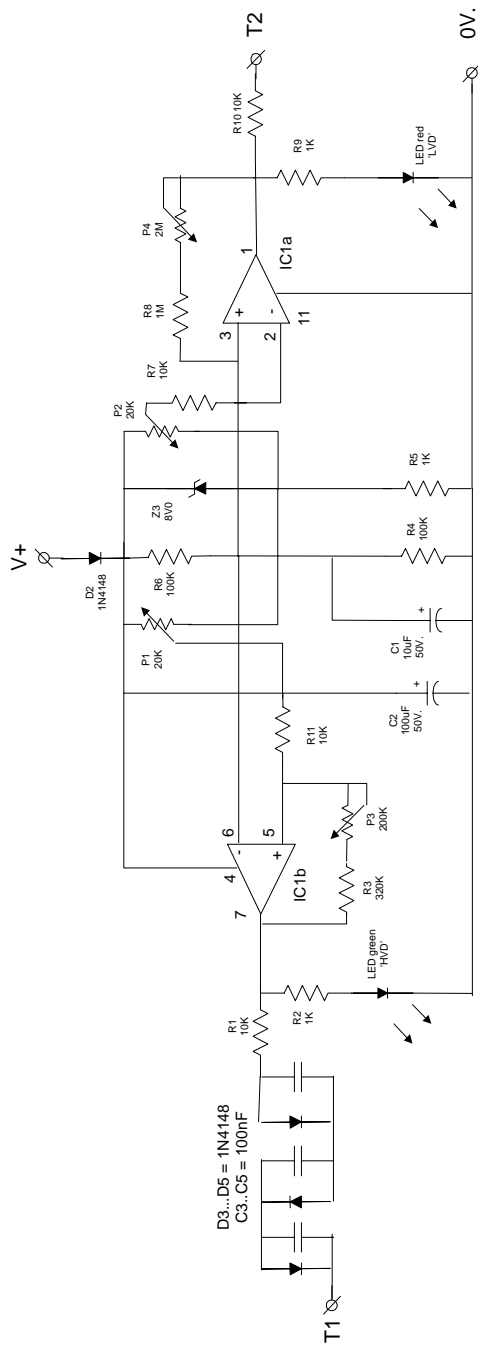 V+
T2
0V.
T1
D2
1N4148
P1
20K
R6
100K
Z3
8V0
P2
20K
R7
10K
R8
1M
P4
2M
R10 10K
R9
1K
LED red
'LVD'
IC1a
3
+
2
-
1
11
R5
1K
R4
100K
C1
10uF
50V.
+
C2
100uF
50V.
+
R11
10K
6
-
5
+
4
7
IC1b
P3
200K
R3
320K
LED green
'HVD'
R2
1K
R1
10K
D3...D5 = 1N4148
C3..C5 = 100nF